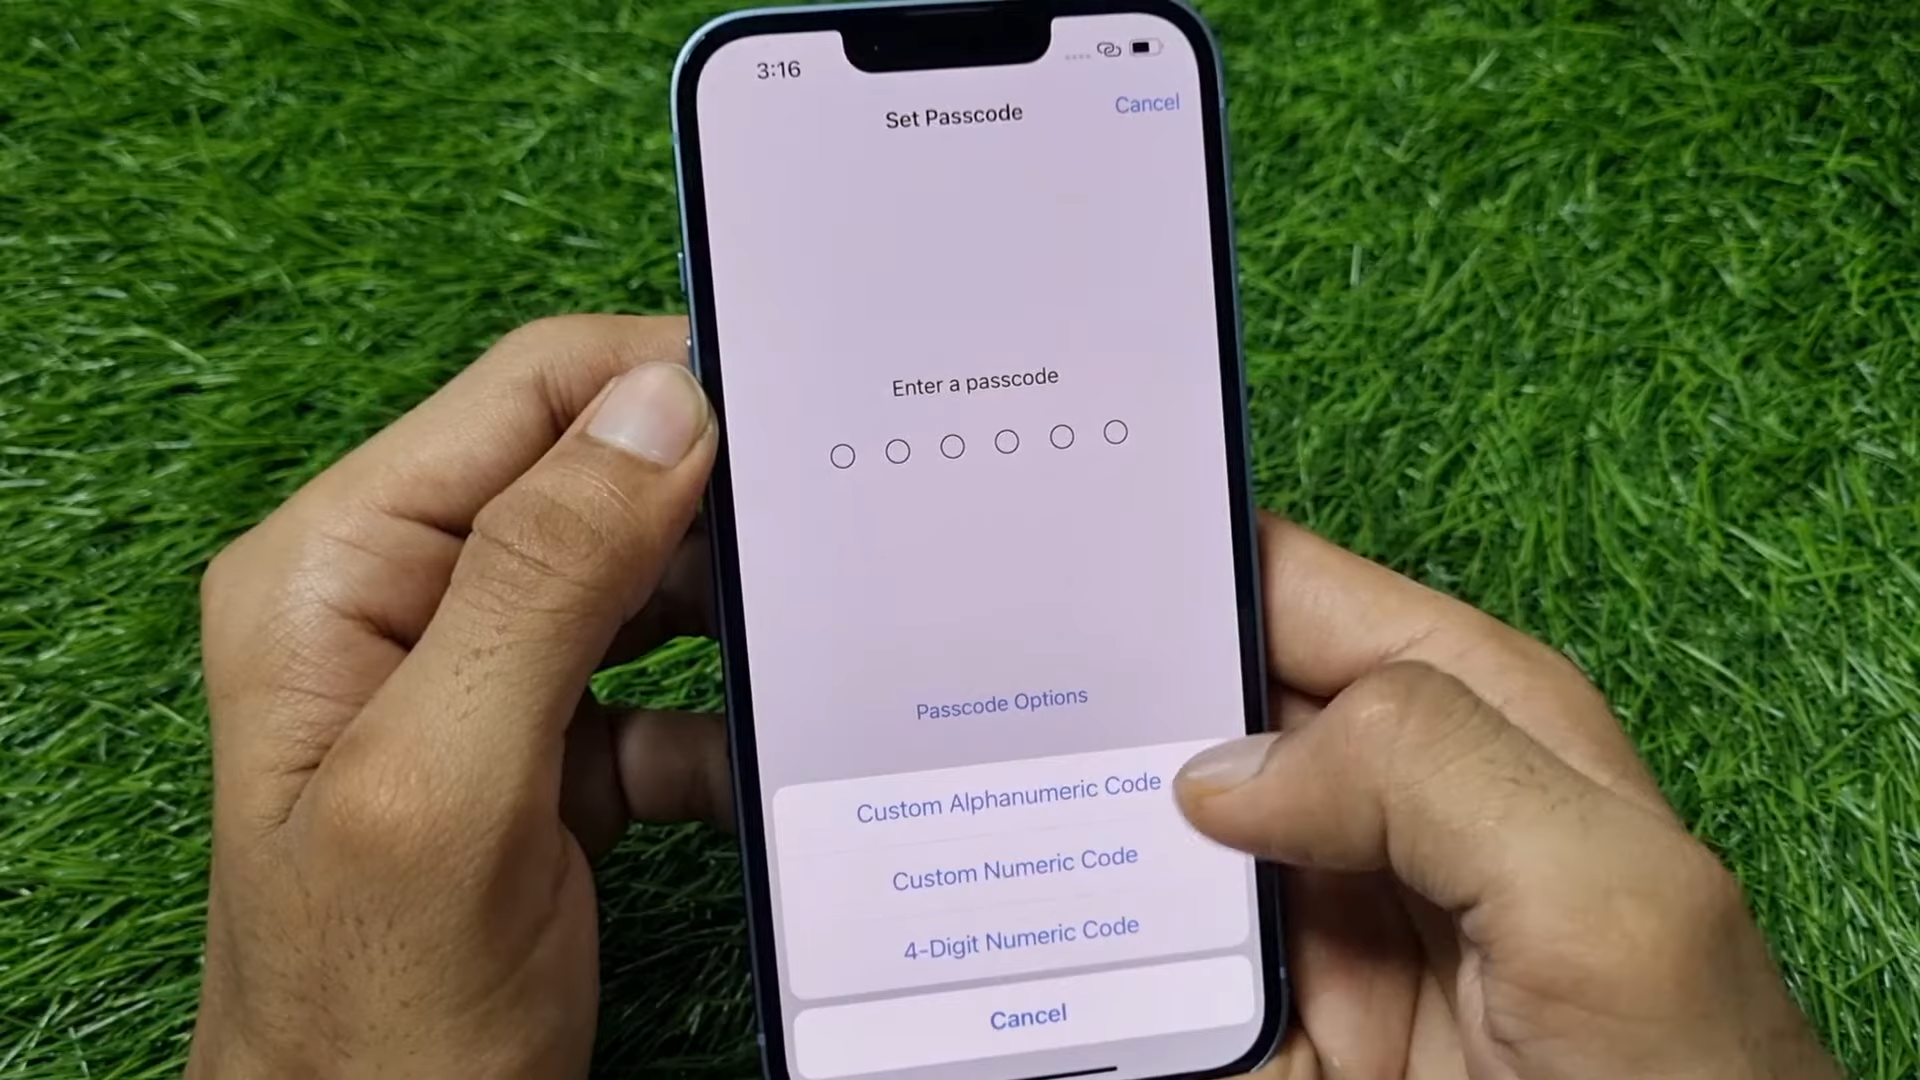 3:16
Set Passcode
Cancel
Enter a passcode
Passcode Options
Custom Alphanumeric Code
Custom Numeric Code
4-Digit Numeric Code
Cancel